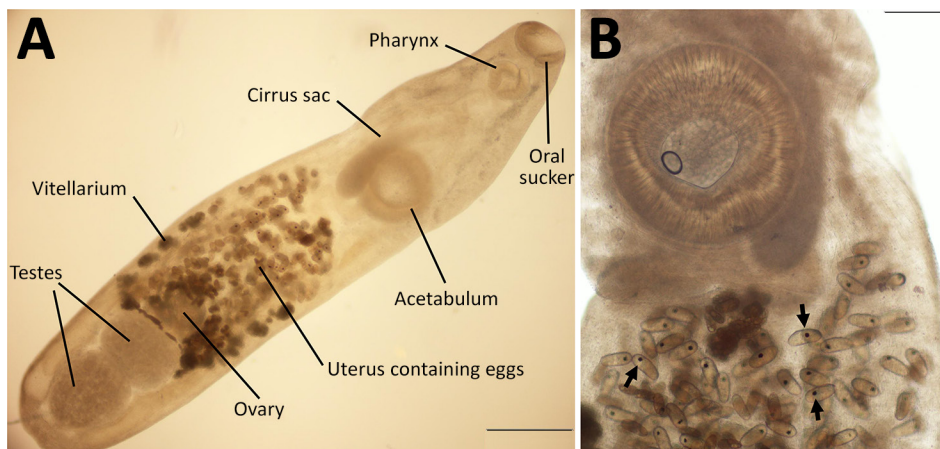 A
Pharynx
Cirrus sac
Oral
sucker
Vitellarium
Testes
Acetabulum
Uterus containing eggs
Ovary
B